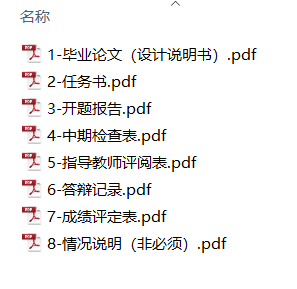 名称
1-毕业论文（设计说明书）.pdf
2-任务书.pdf
3-开题报告.pdf
4-中期检查表.pdf
5-指导教师评阅表.pdf
6-答辩记录.pdf
7-成绩评定表.pdf
8-情况说明（非必须）.pdf